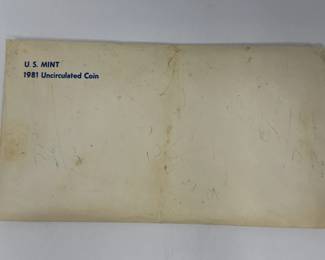 U.S. MINT
1981 Uncirculated Coin